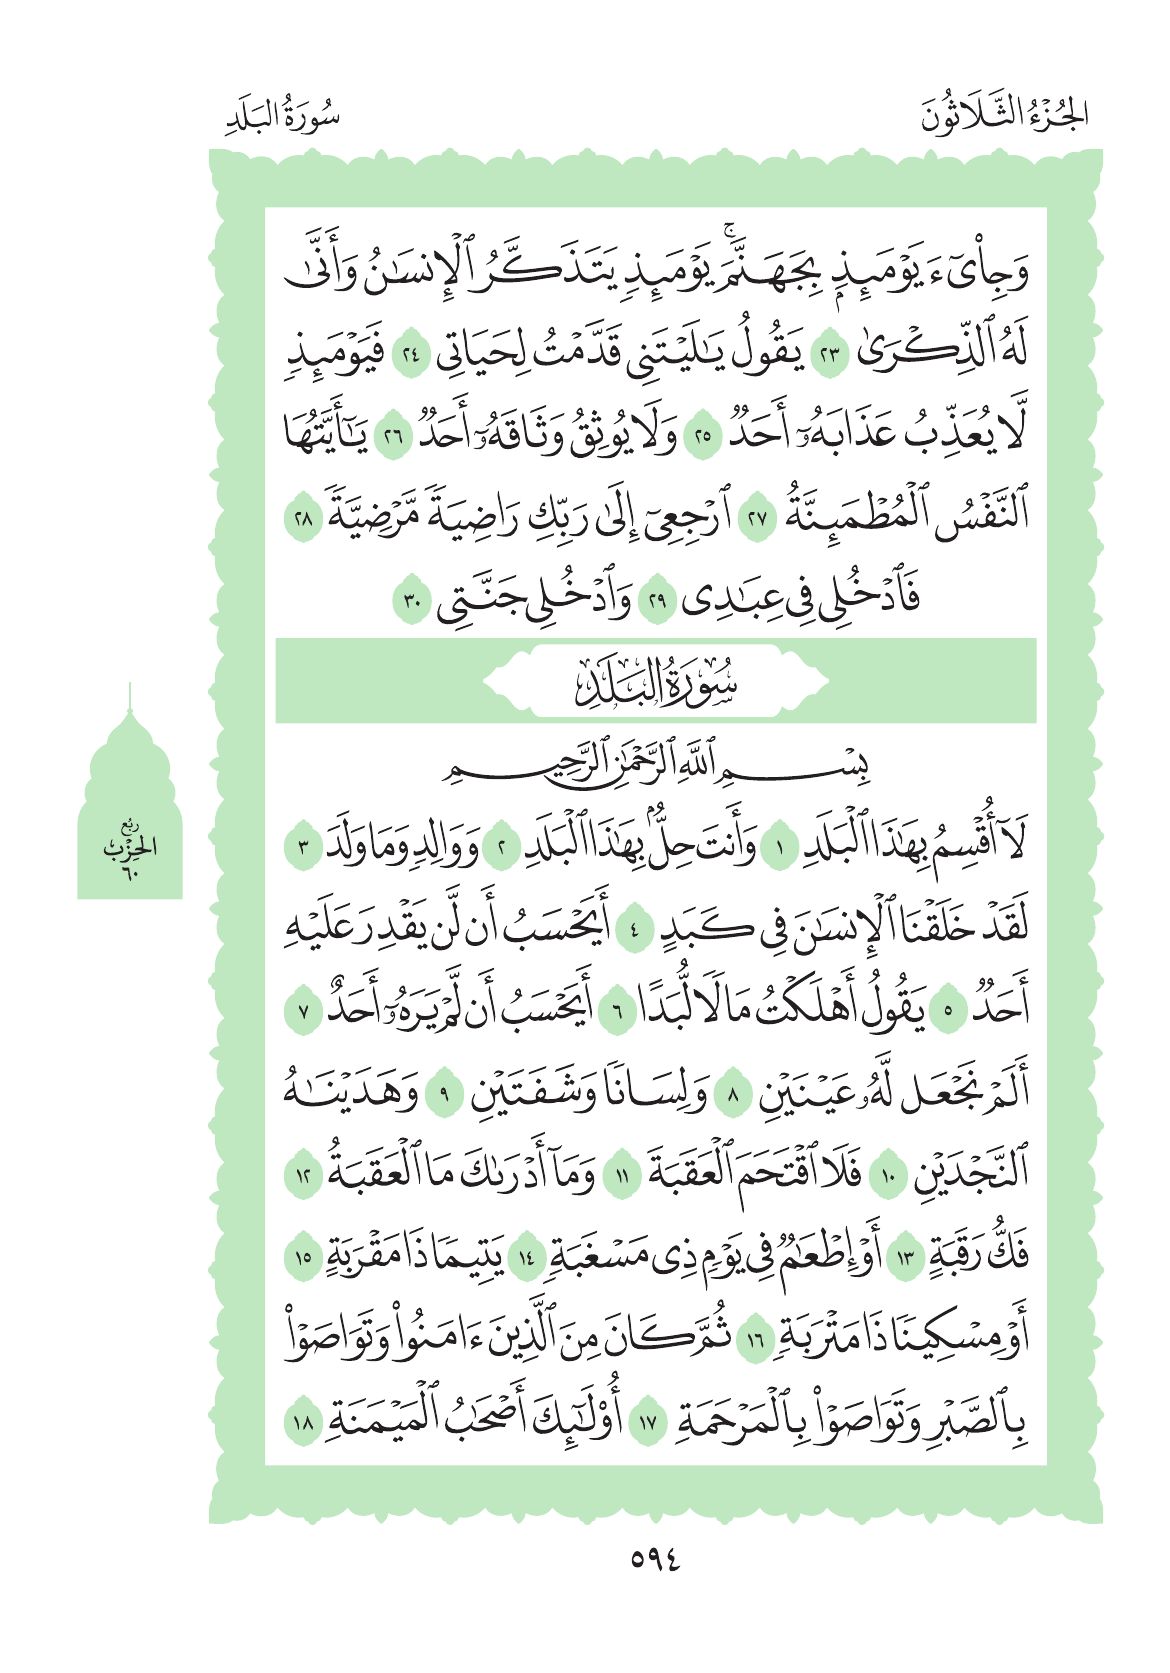 الجُزْءُ الثَّلَاثُونَ
سُورَةُ البَلَدِ
وَجِاْىٓءَ يَوْمَئِذِۭ بِجَهَنَّمَۚ يَوْمَئِذٖ يَتَذَكَّرُ ٱلْإِنسَٰنُ وَأَنَّىٰ
لَهُ ٱلذِّكْرَىٰ ٢٣ يَقُولُ يَٰلَيْتَنِى قَدَّمْتُ لِحَيَاتِى ٢٤ فَيَوْمَئِذٖ
لَّا يُعَذِّبُ عَذَابَهُۥٓ أَحَدٞ ٢٥ وَلَا يُوثِقُ وَثَاقَهُۥٓ أَحَدٞ ٢٦ يَٰٓأَيَّتُهَا
ٱلنَّفْسُ ٱلْمُطْمَئِنَّةُ ٢٧ ٱرْجِعِىٓ إِلَىٰ رَبِّكِ رَاضِيَةٗ مَّرْضِيَّةٗ ٢٨
فَٱدْخُلِى فِى عِبَٰدِى ٢٩ وَٱدْخُلِى جَنَّتِى ٣٠
سُورَةُ البَلَدِ
بِسْمِ ٱللَّهِ ٱلرَّحْمَٰنِ ٱلرَّحِيمِ
لَآ أُقْسِمُ بِهَٰذَا ٱلْبَلَدِ ١ وَأَنتَ حِلُّۢ بِهَٰذَا ٱلْبَلَدِ ٢ وَوَالِدٖ وَمَا وَلَدَ ٣
لَقَدْ خَلَقْنَا ٱلْإِنسَٰنَ فِى كَبَدٍ ٤ أَيَحْسَبُ أَن لَّن يَقْدِرَ عَلَيْهِ
أَحَدٞ ٥ يَقُولُ أَهْلَكْتُ مَالٗا لُّبَدًا ٦ أَيَحْسَبُ أَن لَّمْ يَرَهُۥٓ أَحَدٌ ٧
أَلَمْ نَجْعَل لَّهُۥ عَيْنَيْنِ ٨ وَلِسَانٗا وَشَفَتَيْنِ ٩ وَهَدَيْنَٰهُ
ٱلنَّجْدَيْنِ ١٠ فَلَا ٱقْتَحَمَ ٱلْعَقَبَةَ ١١ وَمَآ أَدْرَىٰكَ مَا ٱلْعَقَبَةُ ١٢
فَكُّ رَقَبَةٍ ١٣ أَوْ إِطْعَٰمٞ فِى يَوْمٖ ذِى مَسْغَبَةٖ ١٤ يَتِيمٗا ذَا مَقْرَبَةٍ ١٥
أَوْ مِسْكِينٗا ذَا مَتْرَبَةٖ ١٦ ثُمَّ كَانَ مِنَ ٱلَّذِينَ ءَامَنُواْ وَتَوَاصَوْاْ
بِٱلصَّبْرِ وَتَوَاصَوْاْ بِٱلْمَرْحَمَةِ ١٧ أُوْلَٰٓئِكَ أَصْحَٰبُ ٱلْمَيْمَنَةِ ١٨
رُبُع
الحِزْب
٦٠
٥٩٤